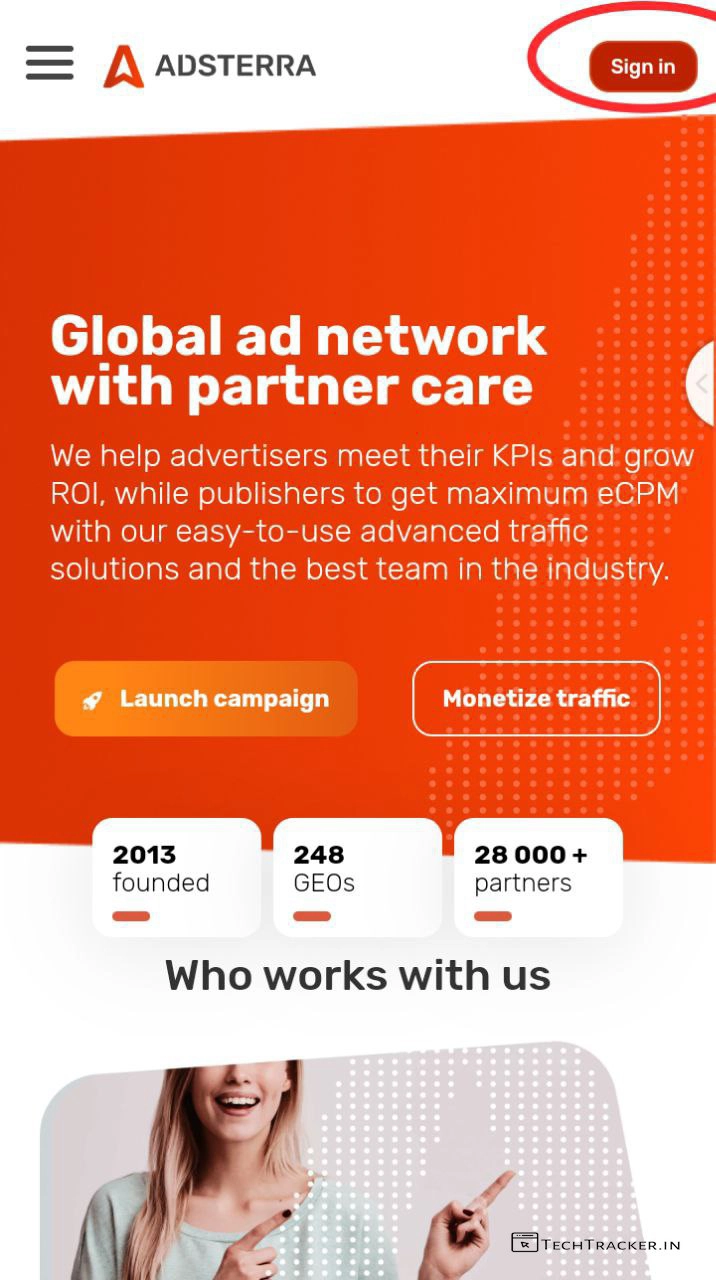 ADSTERRA
Sign in
Global ad network
with partner care
We help advertisers meet their KPIs and grow
ROI, while publishers to get maximum eCPM
with our easy-to-use advanced traffic
solutions and the best team in the industry.
Launch campaign
Monetize traffic
2013
founded
248
GEOs
28 000 +
partners
Who works with us
TECHTRACKER.IN